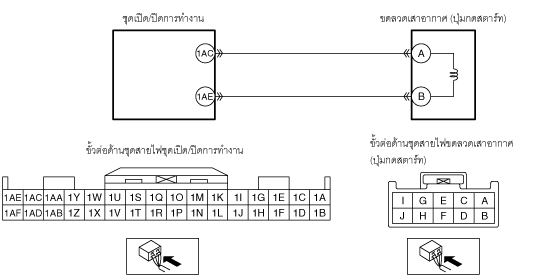 ชุดเปิด/ปิดการทำงาน
ขดลวดเสาอากาศ (ปุ่มกดสตาร์ท)
1AC
A
1AE
B
ขั้วต่อด้านชุดสายไฟชุดเปิด/ปิดการทำงาน
ขั้วต่อด้านชุดสายไฟขดลวดเสาอากาศ
(ปุ่มกดสตาร์ท)
1AE 1AC 1AA 1Y 1W 1U 1S 1Q 1O 1M 1K 1I 1G 1E 1C 1A
1AF 1AD 1AB 1Z 1X 1V 1T 1R 1P 1N 1L 1J 1H 1F 1D 1B
I G E C A
J H F D B